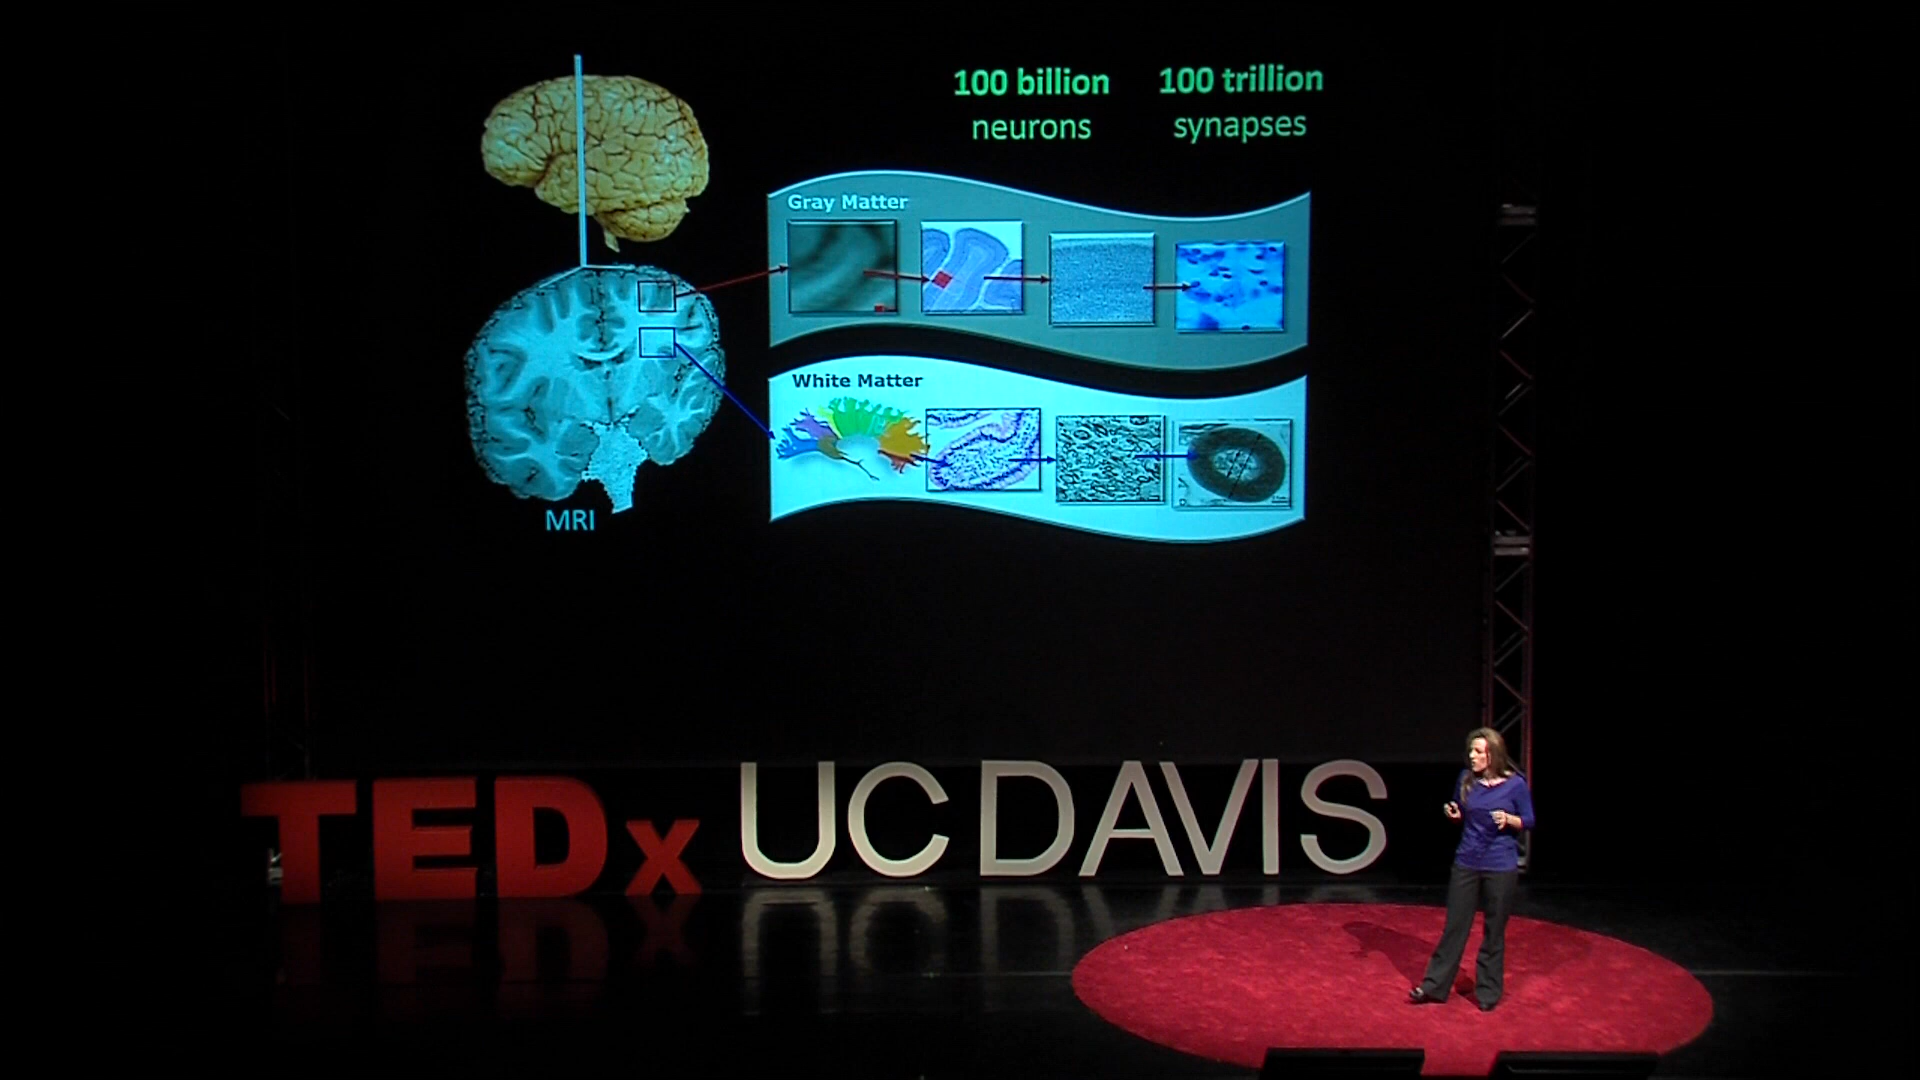 100 billion
neurons
100 trillion
synapses
Gray Matter
White Matter
MRI
TEDx UC DAVIS